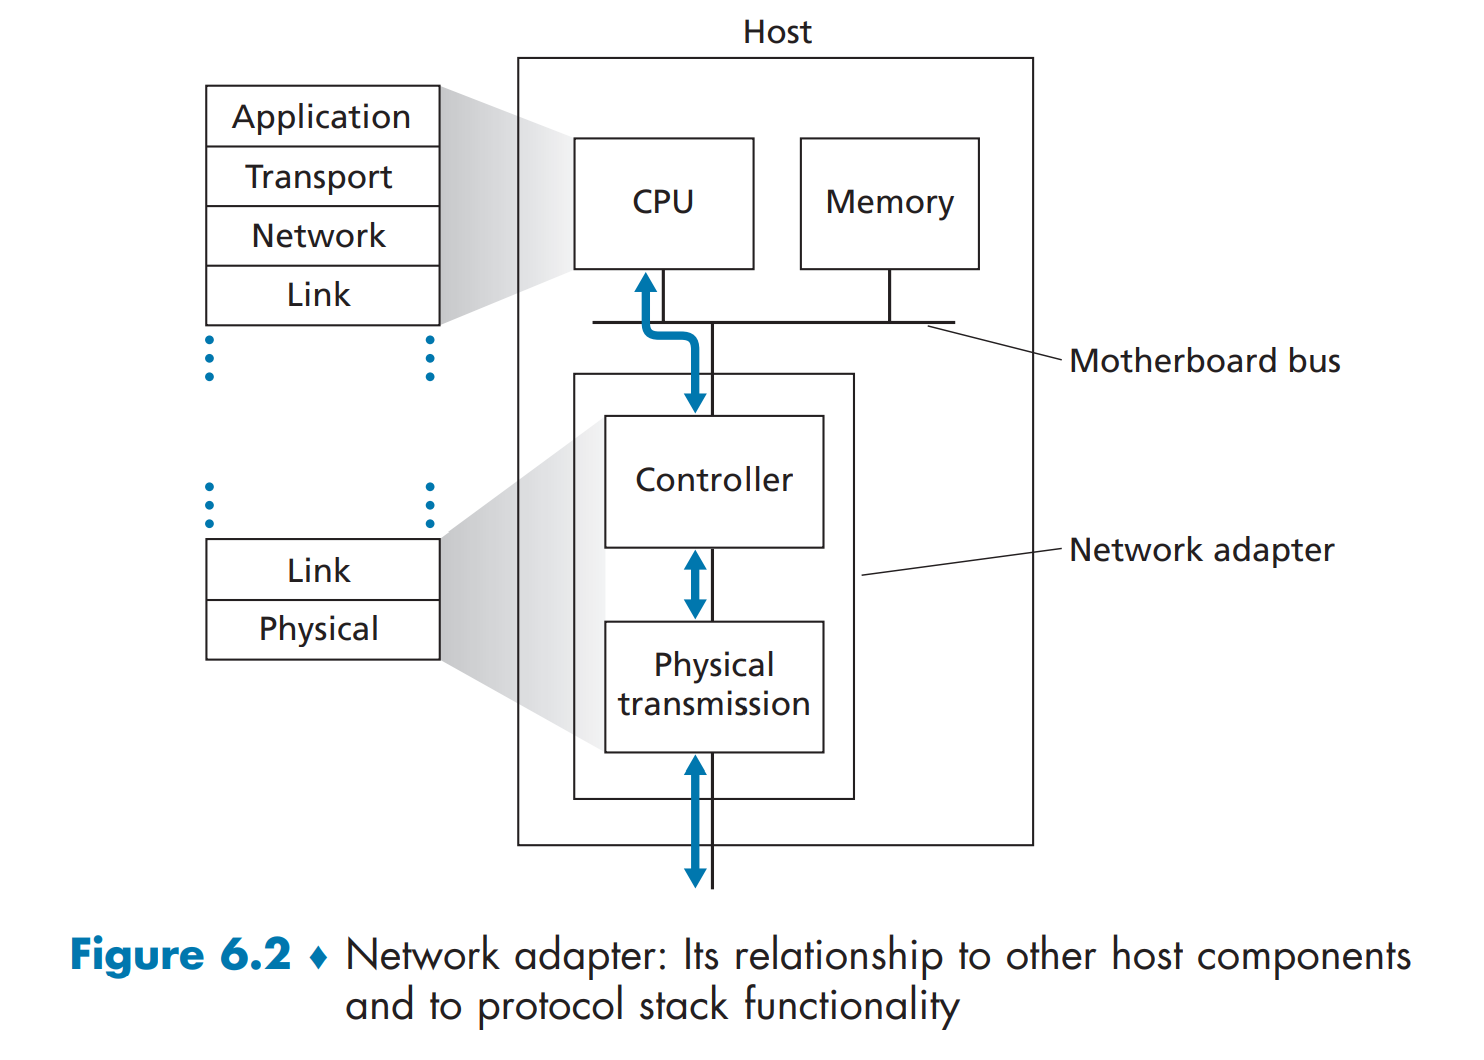 Host
Application
Transport
Network
Link
CPU
Memory
Motherboard bus
Controller
Network adapter
Link
Physical
Physical
transmission
Figure 6.2 ♦ Network adapter: Its relationship to other host components
and to protocol stack functionality